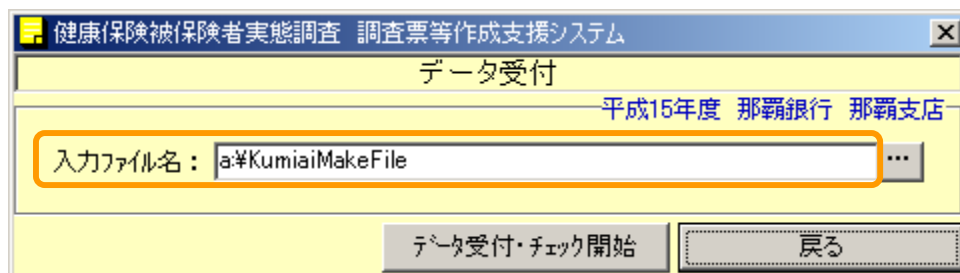 健康保険被保険者実態調査 調査票等作成支援システム
データ受付
平成15年度 那覇銀行 那覇支店
入力ファイル名： a:¥KumiaiMakeFile ...
データ受付・チェック開始 戻る